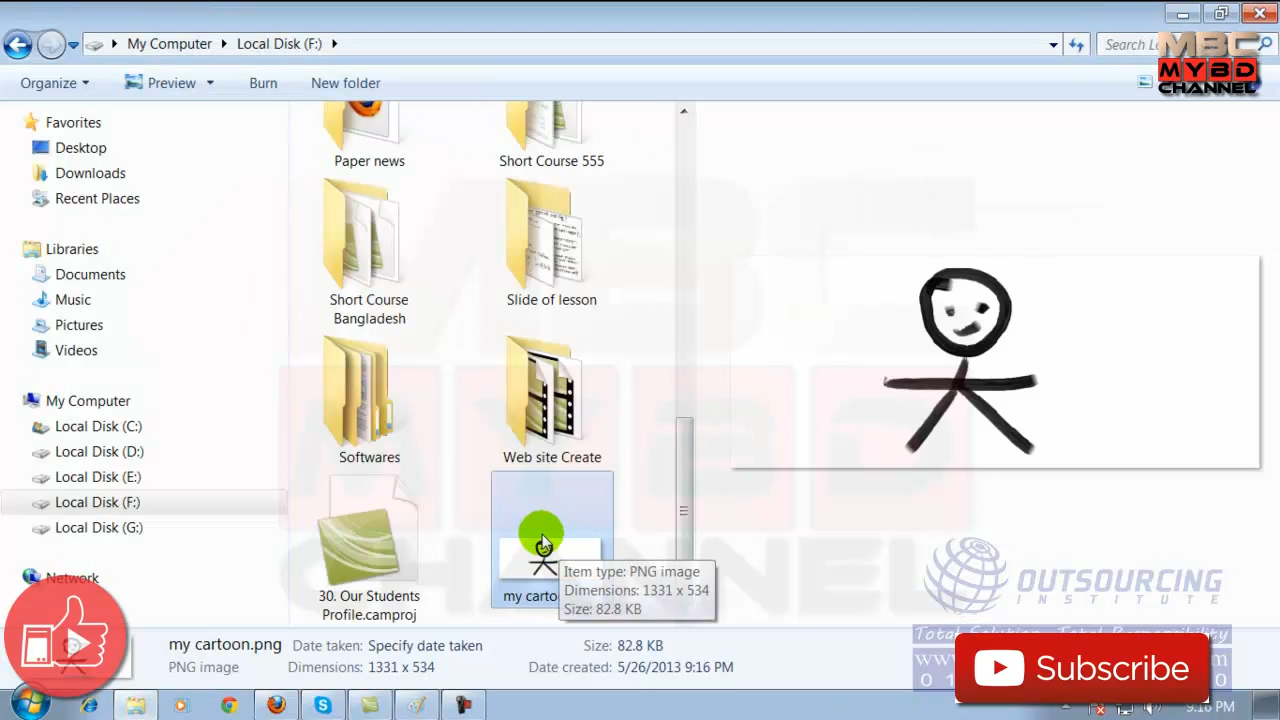 My Computer
Local Disk (F:)
Search Lo
MBC
MYBD
CHANNEL
Organize
Preview
Burn
New folder
Favorites
Desktop
Downloads
Recent Places
Libraries
Documents
Music
Pictures
Videos
My Computer
Local Disk (C:)
Local Disk (D:)
Local Disk (E:)
Local Disk (F:)
Local Disk (G:)
Network
Paper news
Short Course 555
Short Course
Bangladesh
Slide of lesson
Softwares
Web site Create
30. Our Students
Profile.camproj
my carto
Item type: PNG image
Dimensions: 1331 x 534
Size: 82.8 KB
MBC
MYBD
CHANNEL
OUTSOURCING
INSTITUTE
Total Solution, Total Responsibility
my cartoon.png
Date taken: Specify date taken
Size: 82.8 KB
PNG image
Dimensions: 1331 x 534
Date created: 5/26/2013 9:16 PM
Subscribe
9:16 PM